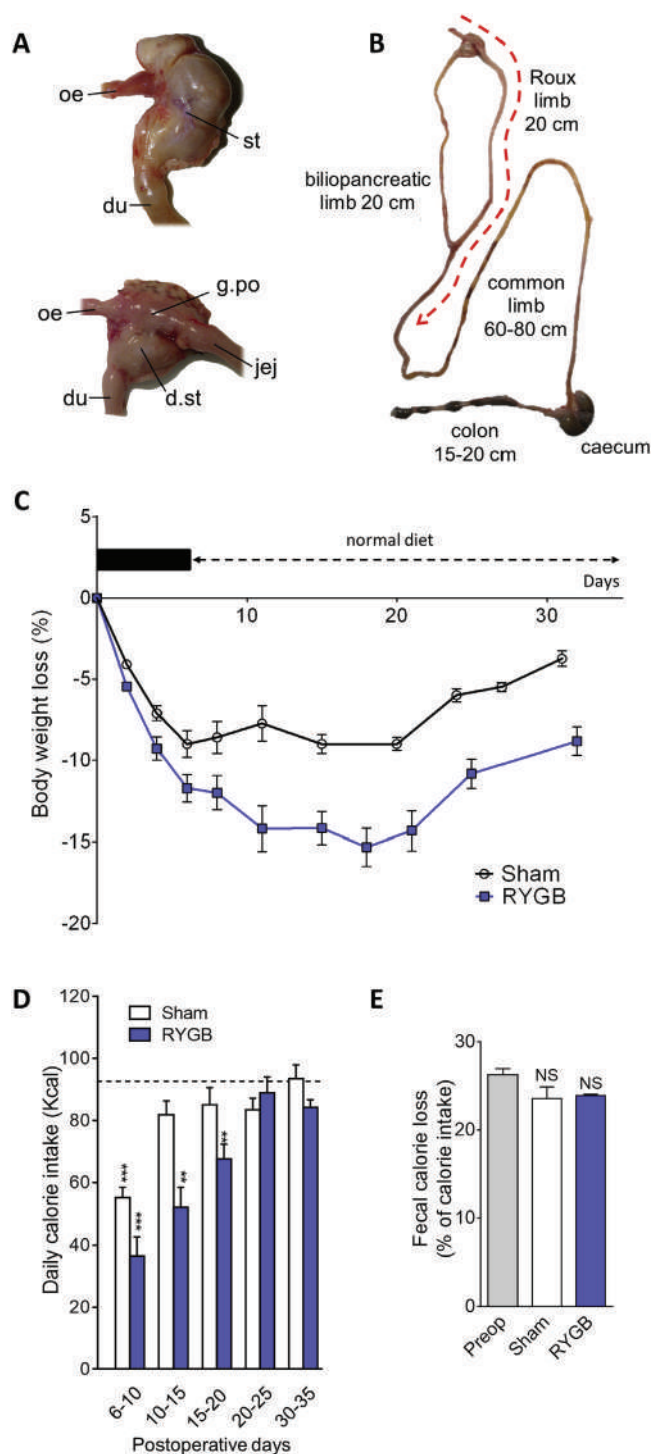 A
oe
st
du
g.po
oe
jej
du
d.st
B
Roux
limb
20 cm
biliopancreatic
limb 20 cm
common
limb
60-80 cm
colon
15-20 cm
caecum
C
5
normal diet
Days
0
10
20
30
-5
-10
-15
-20
Body weight loss (%)
Sham
RYGB
D
120
100
80
60
40
20
0
Daily calorie intake (Kcal)
Sham
RYGB
***
***
**
**
6-10
10-15
15-20
20-25
30-35
Postoperative days
E
30
20
10
0
Fecal calorie loss
(% of calorie intake)
NS
NS
Preop
Sham
RYGB